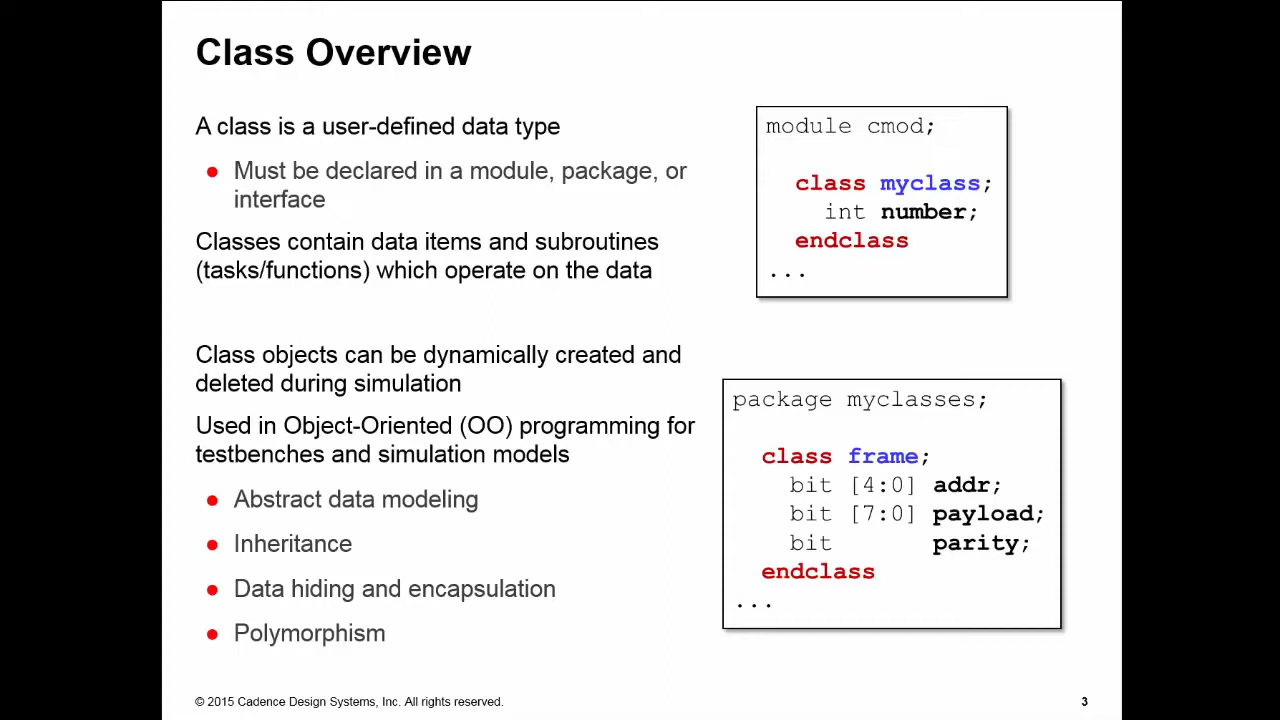 Class Overview
A class is a user-defined data type
● Must be declared in a module, package, or
interface
Classes contain data items and subroutines
(tasks/functions) which operate on the data
Class objects can be dynamically created and
deleted during simulation
Used in Object-Oriented (OO) programming for
testbenches and simulation models
● Abstract data modeling
● Inheritance
● Data hiding and encapsulation
● Polymorphism
module cmod;
class myclass;
int number;
endclass
...
package myclasses;
class frame;
bit [4:0] addr;
bit [7:0] payload;
bit parity;
endclass
...
© 2015 Cadence Design Systems, Inc. All rights reserved.
3